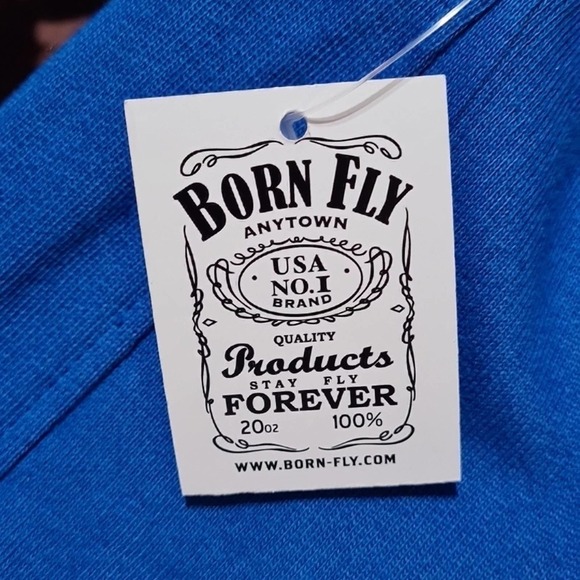 BORN FLY
ANYTOWN
USA
NO.1
BRAND
QUALITY
Products
STAY FLY
FOREVER
20oz 100%
WWW.BORN-FLY.COM